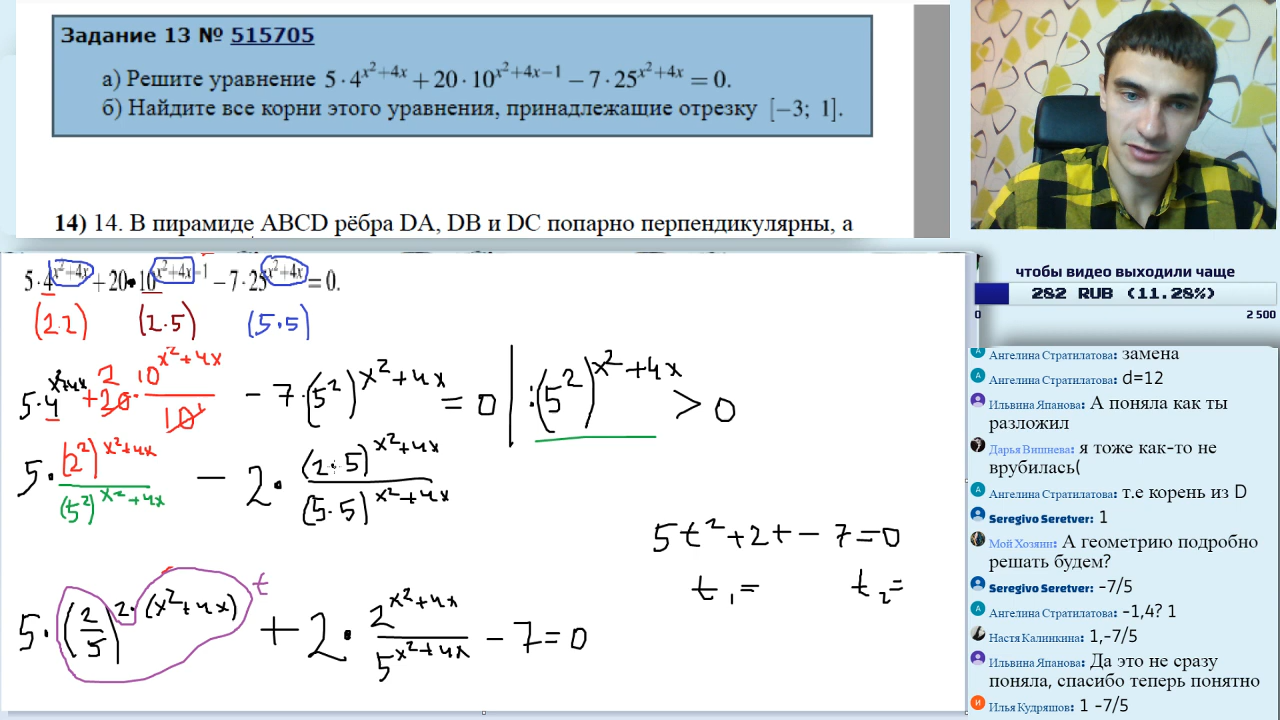 Задание 13 № 515705
а) Решите уравнение 5 · 4^(x²+4x) + 20 · 10^(x²+4x−1) − 7 · 25^(x²+4x) = 0.
б) Найдите все корни этого уравнения, принадлежащие отрезку [−3; 1].
14) 14. В пирамиде ABCD рёбра DA, DB и DC попарно перпендикулярны, а
5·4^(x²+4x) + 20·10^(x²+4x−1) − 7·25^(x²+4x) = 0.
(2·2) (2·5) (5·5)
5·4^(x²+4x) + 20 2 · 10^(x²+4x) / 10¹ − 7·(5²)^(x²+4x) = 0 | :(5²)^(x²+4x) > 0
5 · (2²)^(x²+4x) / (5²)^(x²+4x) − 2 · (2·5)^(x²+4x) / (5·5)^(x²+4x)
5t² + 2t − 7 = 0
t₁ = t₂ =
5 · (2/5)^(2·(x²+4x)) t + 2 · 2^(x²+4x) / 5^(x²+4x) − 7 = 0
чтобы видео выходили чаще
282 RUB (11.28%)
0 2 500
Ангелина Стратилатова: замена
Ангелина Стратилатова: d=12
Ильвина Япанова: А поняла как ты
разложил
Дарья Вишнева: я тоже как-то не
врубилась(
Ангелина Стратилатова: т.е корень из D
Seregivo Seretver: 1
Мой Хозяин: А геометрию подробно
решать будем?
Seregivo Seretver: -7/5
Ангелина Стратилатова: -1,4? 1
Настя Калинкина: 1,-7/5
Ильвина Япанова: Да это не сразу
поняла, спасибо теперь понятно
Илья Кудряшов: 1 -7/5